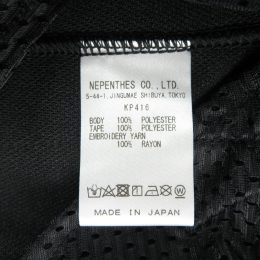 NEPENTHES CO., LTD.
5-44-1, JINGUMAE SHIBUYA, TOKYO
KP416
BODY 100% POLYESTER
TAPE 100% POLYESTER
EMBROIDERY YARN
100% RAYON
MADE IN JAPAN